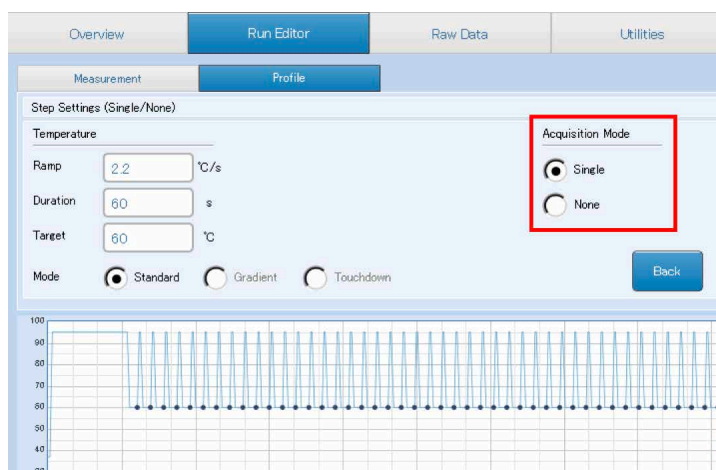 Overview Run Editor Raw Data Utilities
Measurement Profile
Step Settings (Single/None)
Temperature Acquisition Mode
Ramp 2.2 ℃/s Single
Duration 60 s None
Target 60 ℃
Mode Standard Gradient Touchdown Back
100
90
80
70
60
50
40